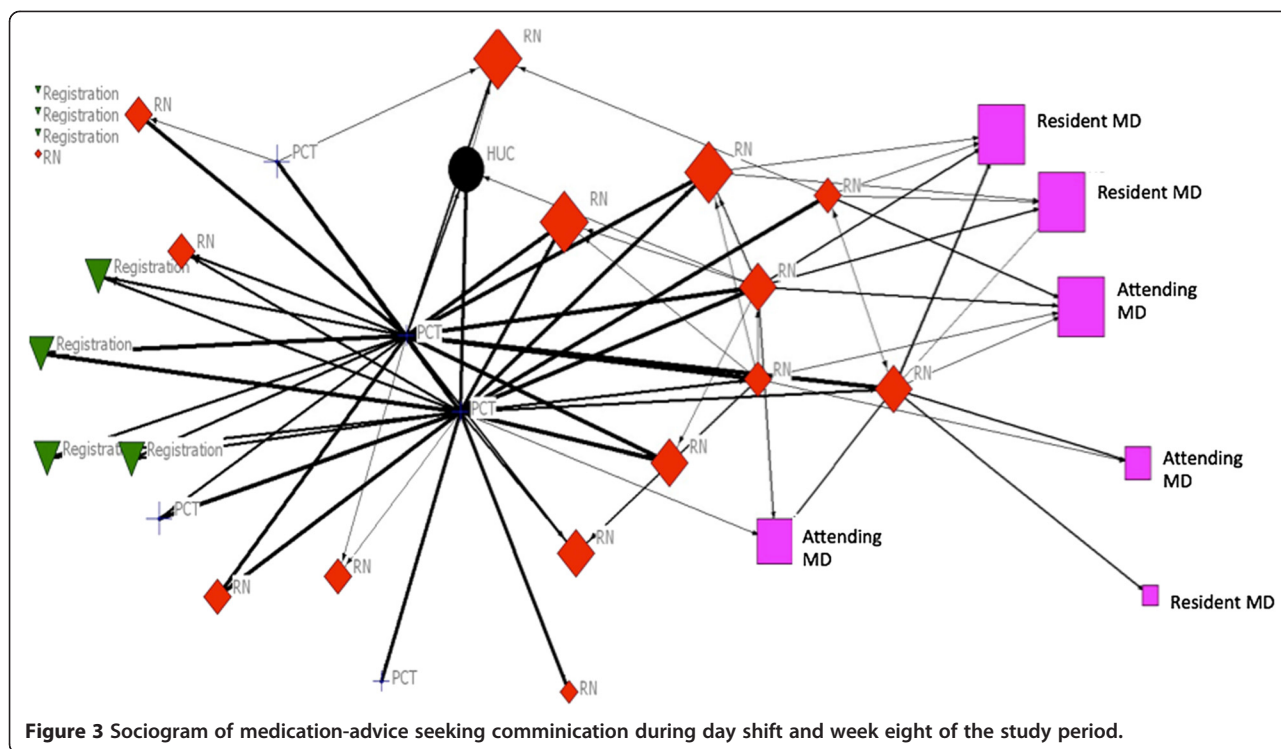 RN
Registration
Registration
Registration
RN
RN
PCT
HUC
RN
RN
RN
Resident MD
Resident MD
RN
Registration
RN
Attending
MD
PCT
Registration
RN
RN
PCT
Registration
Registration
RN
Attending
MD
PCT
RN
Attending
MD
RN
RN
Resident MD
PCT
RN
Figure 3 Sociogram of medication-advice seeking comminication during day shift and week eight of the study period.